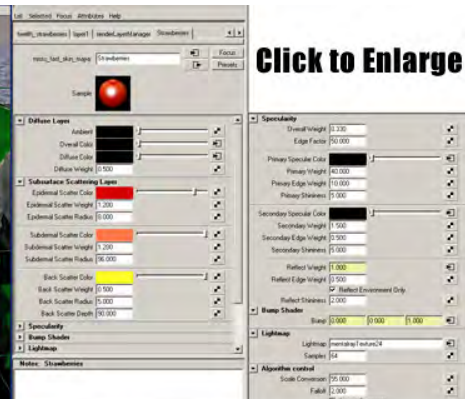 List Selected Focus Attributes Help
layer1 renderLayerManager Strawberries
misss_fast_skin_maya: Strawberries
Focus
Presets
Sample
Diffuse Layer
Ambient
Overall Color
Diffuse Color
Diffuse Weight 0.500
Subsurface Scattering Layer
Epidermal Scatter Color
Epidermal Scatter Weight 1.200
Epidermal Scatter Radius 8.000
Subdermal Scatter Color
Subdermal Scatter Weight 1.200
Subdermal Scatter Radius 96.000
Back Scatter Color
Back Scatter Weight 0.500
Back Scatter Radius 5.000
Back Scatter Depth 90.000
Specularity
Bump Shader
Lightmap
Notes: Strawberries
Click to Enlarge
Specularity
Overall Weight 0.330
Edge Factor 50.000
Primary Specular Color
Primary Weight 40.000
Primary Edge Weight 10.000
Primary Shininess 5.000
Secondary Specular Color
Secondary Weight 1.500
Secondary Edge Weight 0.500
Secondary Shininess 5.000
Reflect Weight 1.000
Reflect Environment Only
Reflect Shininess 2.000
Bump Shader
Bump 0.000 0.000 1.000
Lightmap
Lightmap mentalrayTexture24
Samples 64
Algorithm control
Scale Conversion 55.000
Falloff 2.000